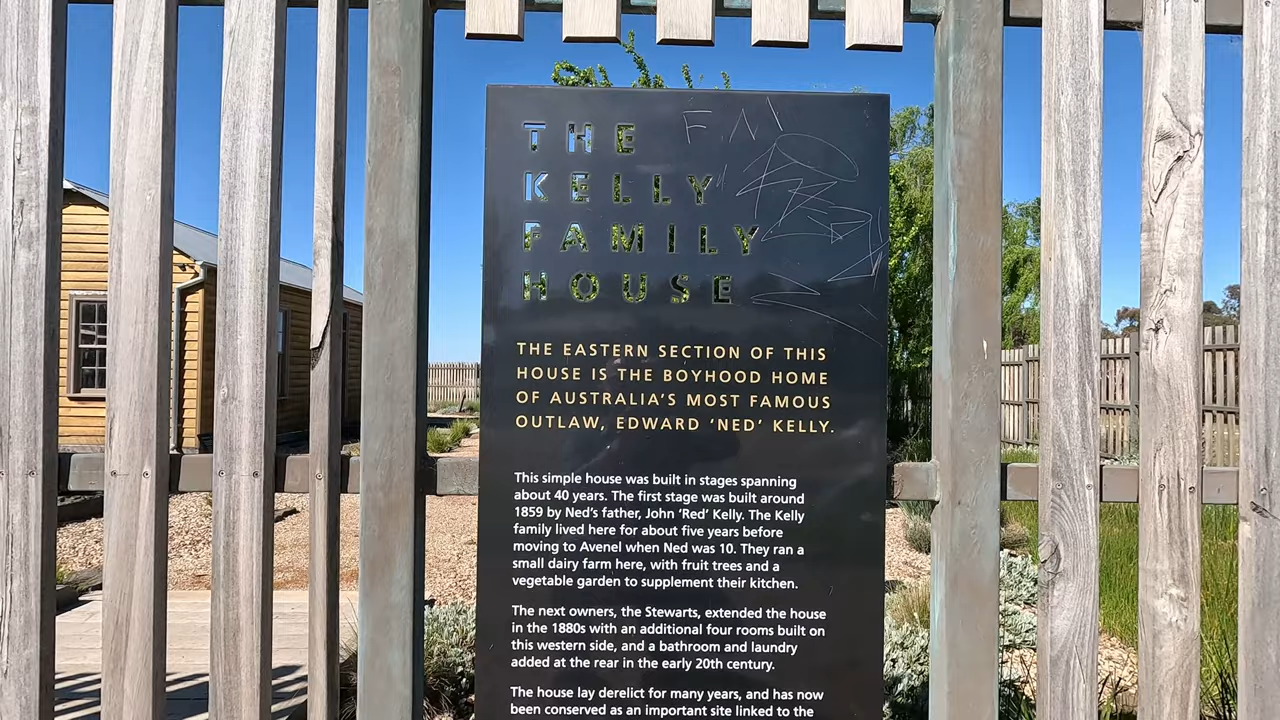 THE
KELLY
FAMILY
HOUSE
THE EASTERN SECTION OF THIS
HOUSE IS THE BOYHOOD HOME
OF AUSTRALIA'S MOST FAMOUS
OUTLAW, EDWARD ‘NED’ KELLY.
This simple house was built in stages spanning
about 40 years. The first stage was built around
1859 by Ned's father, John ‘Red’ Kelly. The Kelly
family lived here for about five years before
moving to Avenel when Ned was 10. They ran a
small dairy farm here, with fruit trees and a
vegetable garden to supplement their kitchen.
The next owners, the Stewarts, extended the house
in the 1880s with an additional four rooms built on
this western side, and a bathroom and laundry
added at the rear in the early 20th century.
The house lay derelict for many years, and has now
been conserved as an important site linked to the